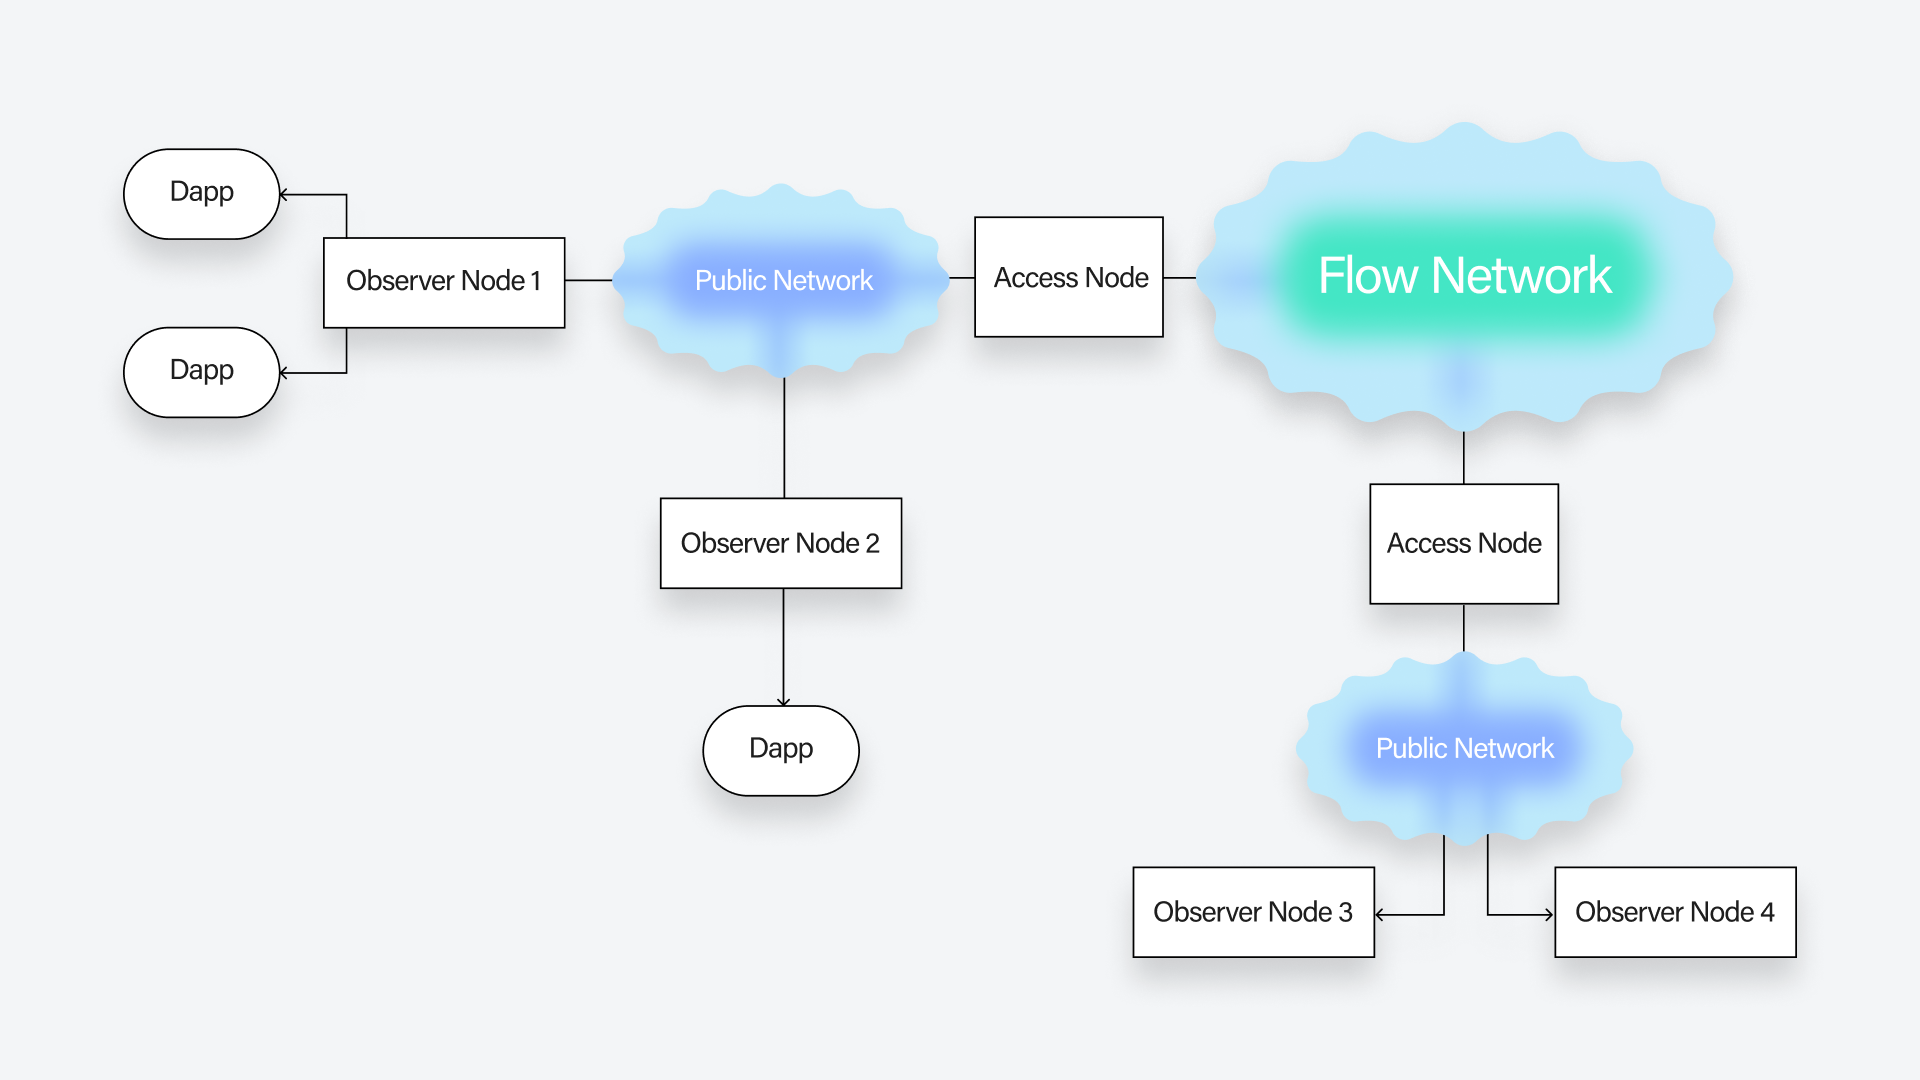 Dapp
Observer Node 1
Dapp
Public Network
Access Node
Flow Network
Observer Node 2
Dapp
Access Node
Public Network
Observer Node 3
Observer Node 4